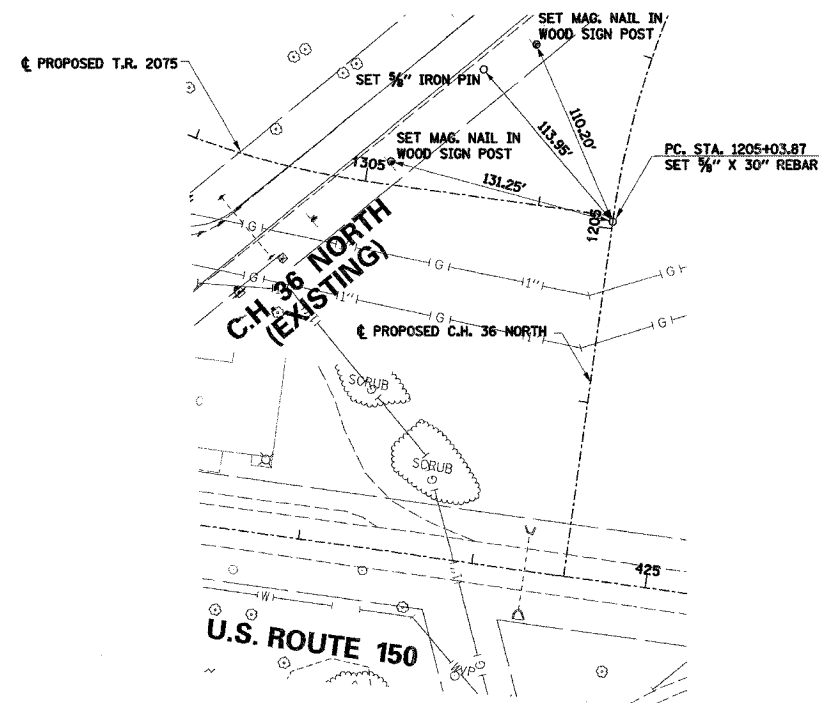 SET MAG. NAIL IN
WOOD SIGN POST
℄ PROPOSED T.R. 2075
SET 5/8" IRON PIN
110.20'
113.95'
SET MAG. NAIL IN
WOOD SIGN POST
1305
131.25'
PC. STA. 1205+03.87
SET 5/8" X 30" REBAR
1205
G
G
G
1"
G
C.H. 36 NORTH
(EXISTING)
1"
G
G
℄ PROPOSED C.H. 36 NORTH
SCRUB
SCRUB
425
W
U.S. ROUTE 150